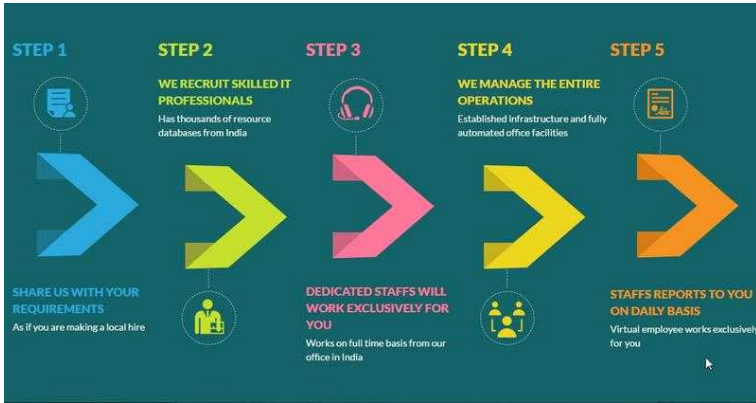 STEP 1
SHARE US WITH YOUR
REQUIREMENTS
As if you are making a local hire
STEP 2
WE RECRUIT SKILLED IT
PROFESSIONALS
Has thousands of resource
databases from India
STEP 3
DEDICATED STAFFS WILL
WORK EXCLUSIVELY FOR
YOU
Works on full time basis from our
office in India
STEP 4
WE MANAGE THE ENTIRE
OPERATIONS
Established infrastructure and fully
automated office facilities
STEP 5
STAFFS REPORTS TO YOU
ON DAILY BASIS
Virtual employee works exclusively
for you